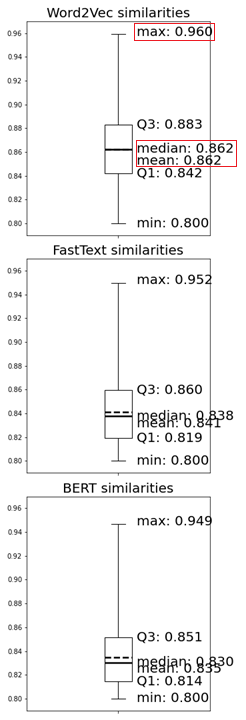 Word2Vec similarities
0.96
max: 0.960
0.94
0.92
0.90
0.88
Q3: 0.883
0.86
median: 0.862
mean: 0.862
0.84
Q1: 0.842
0.82
0.80
min: 0.800
FastText similarities
0.96
max: 0.952
0.94
0.92
0.90
0.88
0.86
Q3: 0.860
0.84
median: 0.838
mean: 0.841
0.82
Q1: 0.819
0.80
min: 0.800
BERT similarities
0.96
max: 0.949
0.94
0.92
0.90
0.88
0.86
Q3: 0.851
0.84
median: 0.830
mean: 0.835
0.82
Q1: 0.814
0.80
min: 0.800